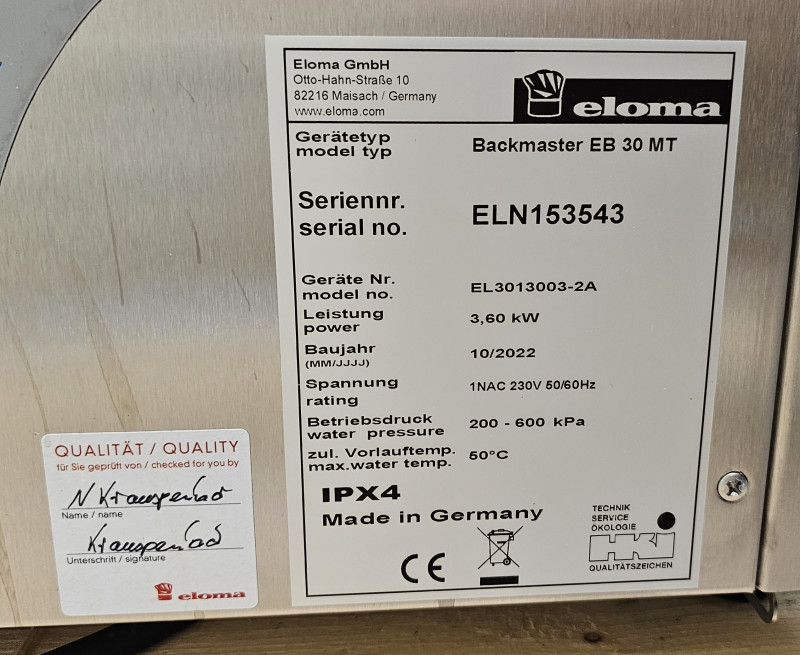 Eloma GmbH
Otto-Hahn-Straße 10
82216 Maisach / Germany
www.eloma.com
eloma
Gerätetyp
model typ
Backmaster EB 30 MT
Seriennr.
serial no.
ELN153543
Geräte Nr.
model no.
EL3013003-2A
Leistung
power
3,60 kW
Baujahr
(MM/JJJJ)
10/2022
Spannung
rating
1NAC 230V 50/60Hz
Betriebsdruck
water pressure
200 - 600 kPa
zul. Vorlauftemp.
max.water temp.
50°C
IPX4
Made in Germany
CE
TECHNIK
SERVICE
ÖKOLOGIE
HKI
QUALITÄTSZEICHEN
QUALITÄT / QUALITY
für Sie geprüft von / checked for you by
Name / name
Unterschrift / signature
eloma